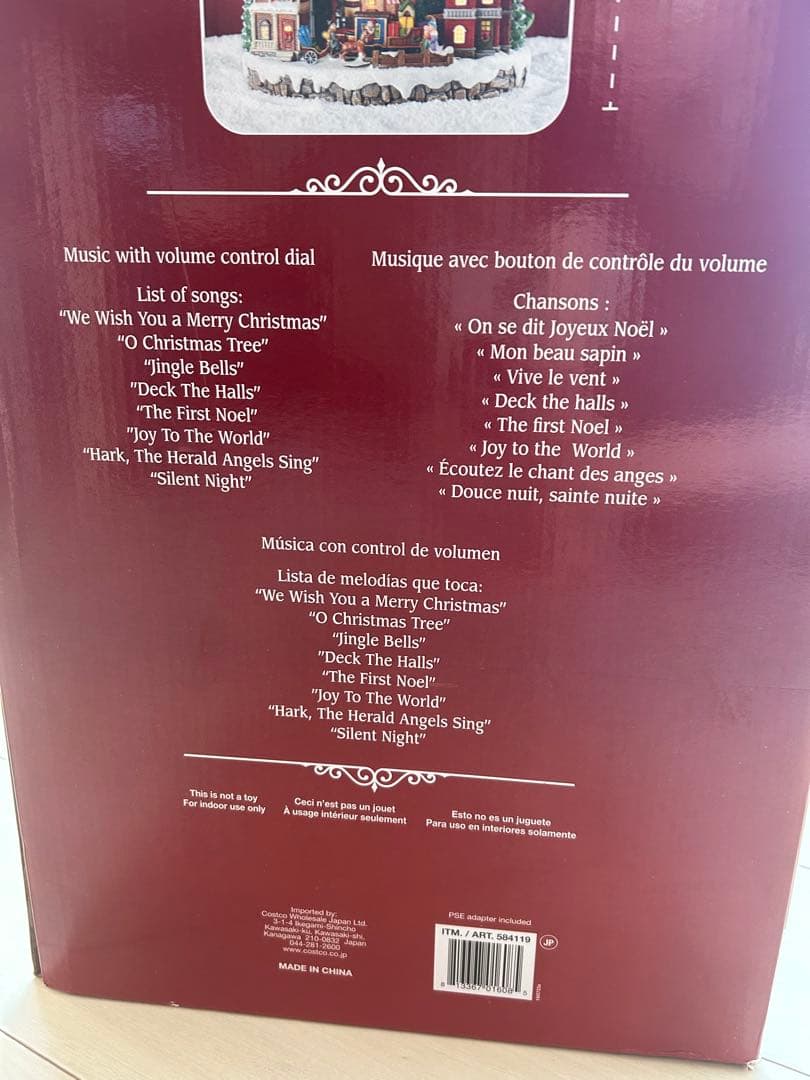 Music with volume control dial
List of songs:
“We Wish You a Merry Christmas”
“O Christmas Tree”
“Jingle Bells”
”Deck The Halls”
“The First Noel”
”Joy To The World”
“Hark, The Herald Angels Sing”
“Silent Night”
Musique avec bouton de contrôle du volume
Chansons :
« On se dit Joyeux Noël »
« Mon beau sapin »
« Vive le vent »
« Deck the halls »
« The first Noel »
« Joy to the World »
« Écoutez le chant des anges »
« Douce nuit, sainte nuite »
Música con control de volumen
Lista de melodías que toca:
“We Wish You a Merry Christmas”
“O Christmas Tree”
“Jingle Bells”
”Deck The Halls”
“The First Noel”
”Joy To The World”
“Hark, The Herald Angels Sing”
“Silent Night”
This is not a toy
For indoor use only
Ceci n'est pas un jouet
À usage intérieur seulement
Esto no es un juguete
Para uso en interiores solamente
Imported by:
Costco Wholesale Japan Ltd.
3-1-4 Ikegami-Shincho
Kawasaki-ku, Kawasaki-shi,
Kanagawa 210-0832 Japan
044-281-2600
www.costco.co.jp
MADE IN CHINA
PSE adapter included
ITM. / ART. 584119
JP
8 13367 01608 5